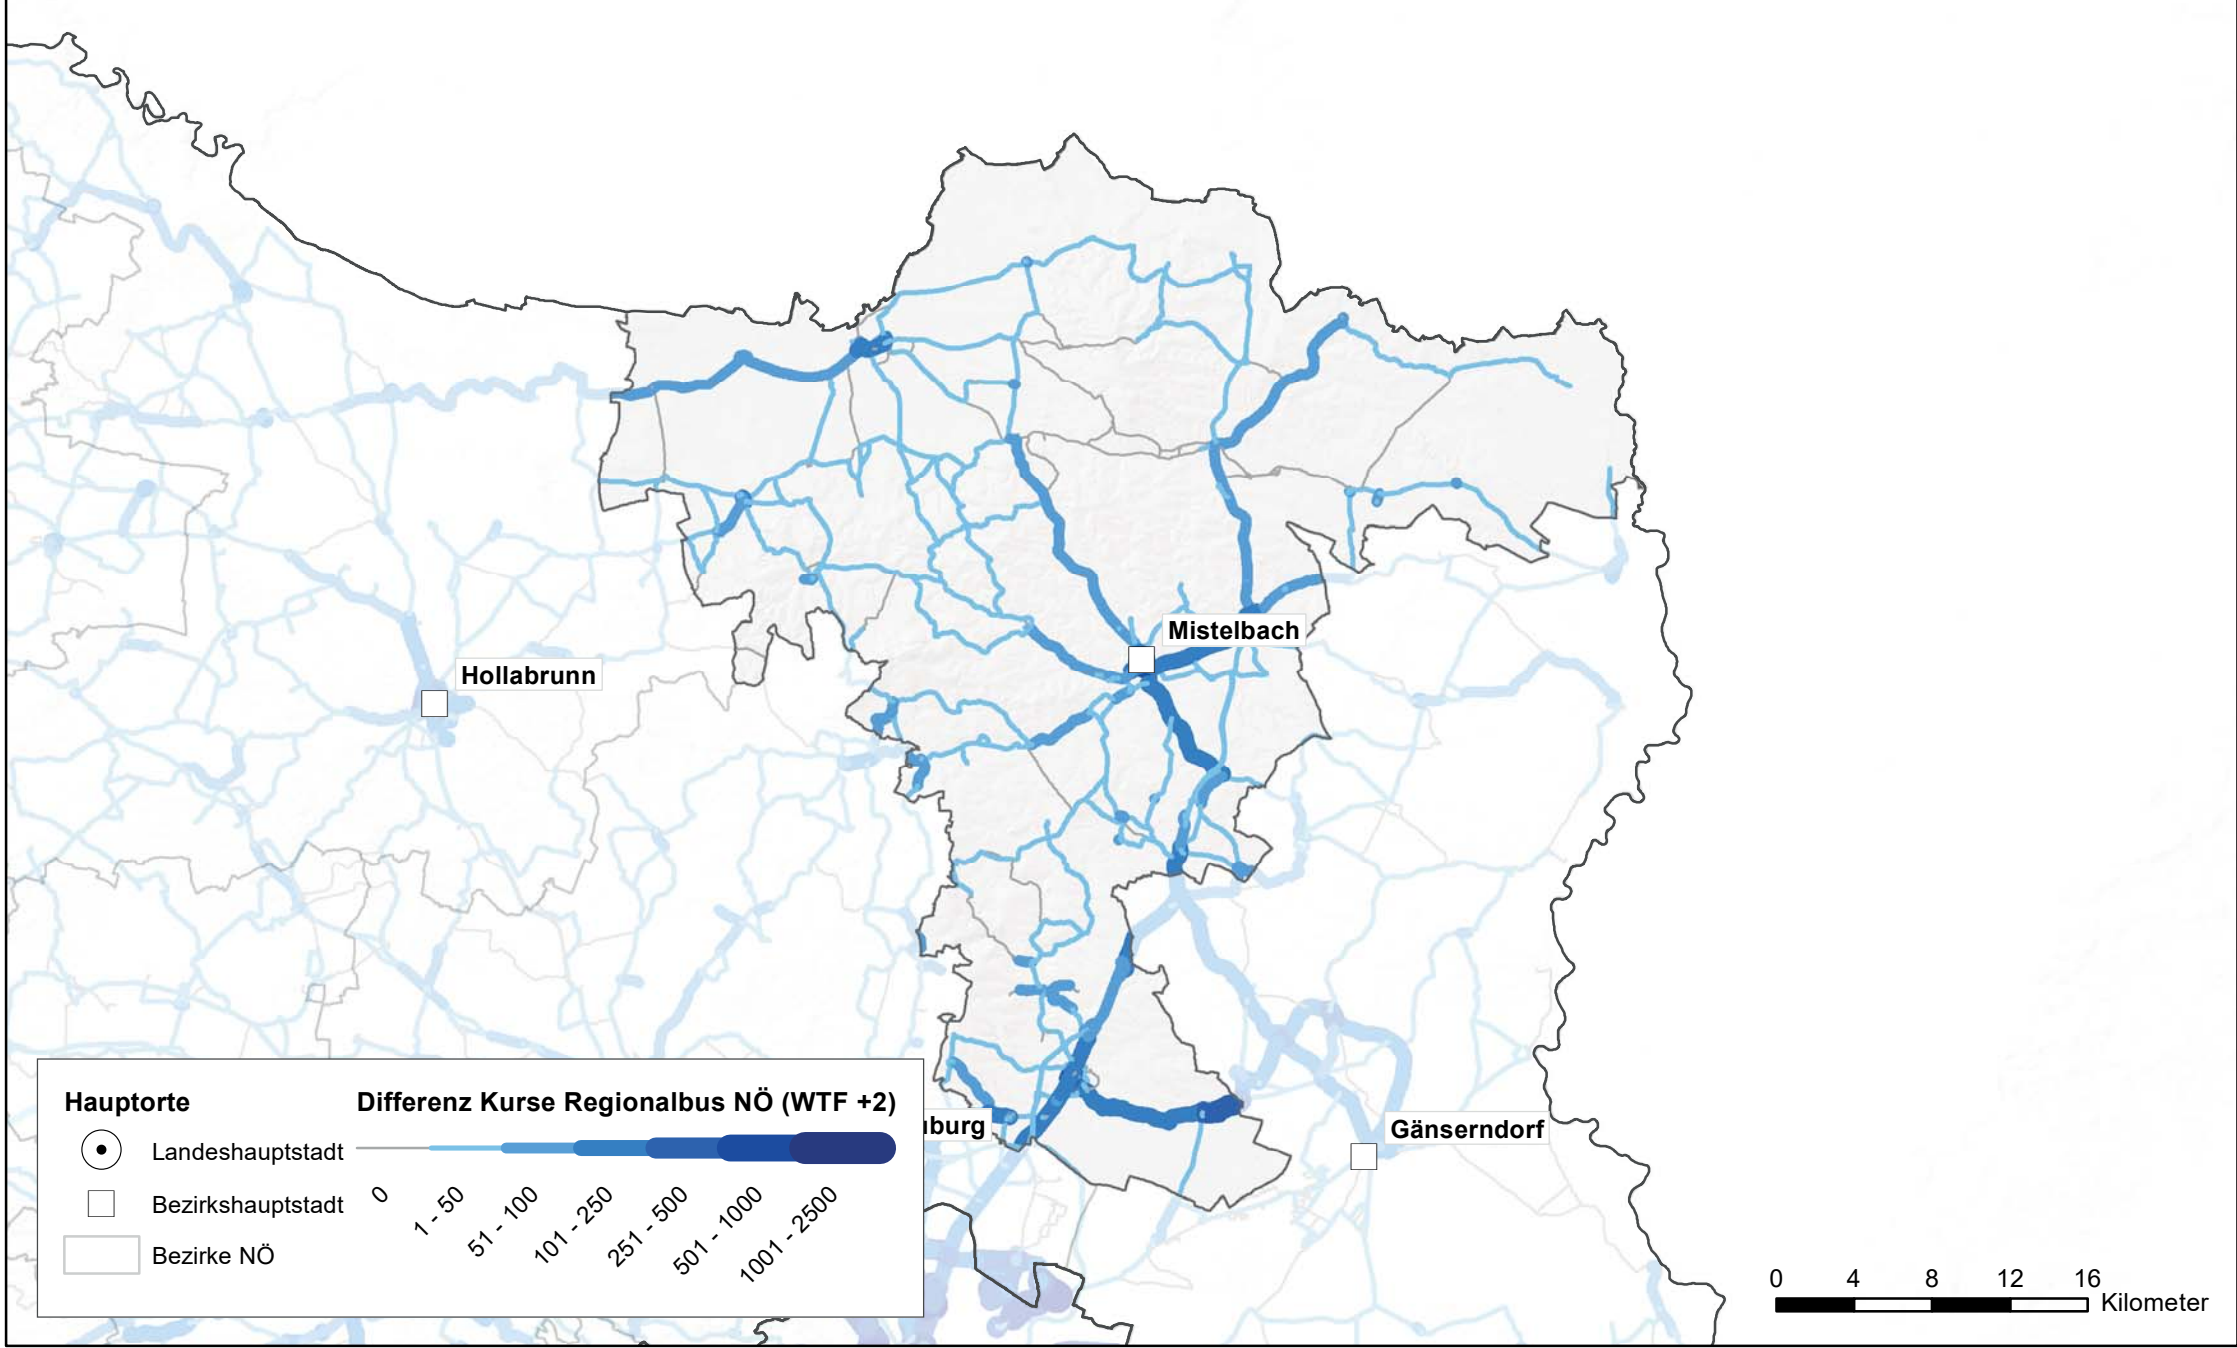 Mistelbach
Hollabrunn
uburg
Gänserndorf
Hauptorte
Landeshauptstadt
Bezirkshauptstadt
Bezirke NÖ
Differenz Kurse Regionalbus NÖ (WTF +2)
0
1 - 50
51 - 100
101 - 250
251 - 500
501 - 1000
1001 - 2500
0 4 8 12 16
Kilometer